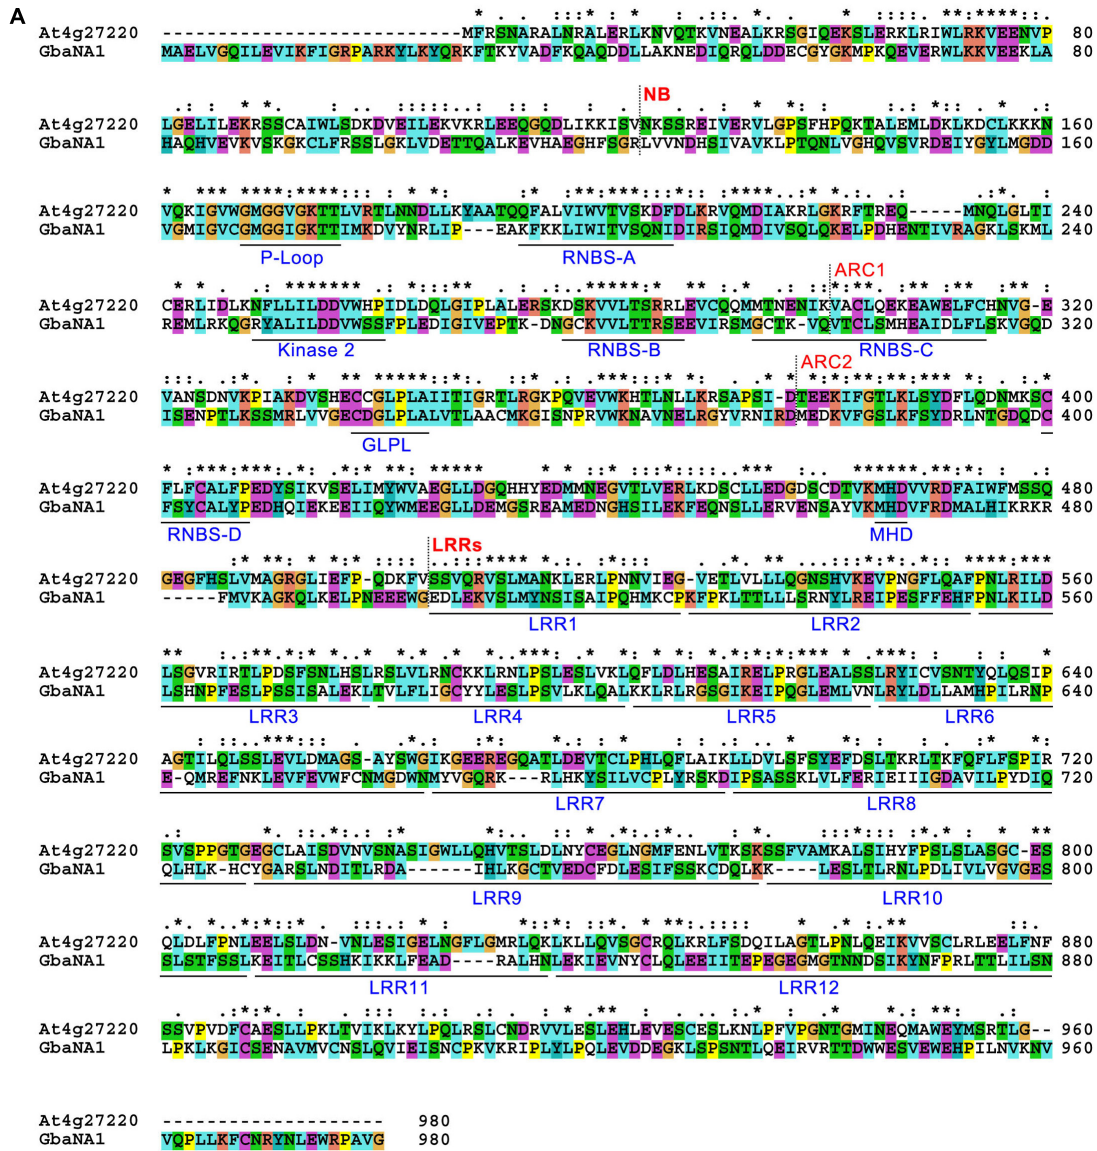 A
At4g27220 ---------------------------MFRSNARALNRALERLKNVQTKVNEALKRSGIQEKSLERKLRIWLRKVEENVP 80
GbaNA1 MAELVGQILEVIKFIGRPARKYLKYQRKFTKYVADFKQAQDDLLAKNEDIQRQLDDECGYGKMPKQEVERWLKKVEEKLA 80
NB
At4g27220 LGELILEKRSSCAIWLSDKDVEILEKVKRLEEQGQDLIKKISVNKSSREIVERVLGPSFHPQKTALEMLDKLKDCLKKKN 160
GbaNA1 HAQHVEVKVSKGKCLFRSSLGKLVDETTQALKEVHAEGHFSGRLVVNDHSIVAVKLPTQNLVGHQVSVRDEIYGYLMGDD 160
At4g27220 VQKIGVWGMGGVGKTTLVRTLNNDLLKYAATQQFALVIWVTVSKDFDLKRVQMDIAKRLGKRFTREQ-----MNQLGLTI 240
GbaNA1 VGMIGVCGMGGIGKTTIMKDVYNRLIP---EAKFKKLIWITVSQNIDIRSIQMDIVSQLQKELPDHENTIVRAGKLSKML 240
P-Loop RNBS-A
ARC1
At4g27220 CERLIDLKNFLLILDDVWHPIDLDQLGIPLALERSKDSKVVLTSRRLEVCQQMMTNENIKVACLQEKEAWELFCHNVG-E 320
GbaNA1 REMLRKQGRYALILDDVWSSFPLEDIGIVEPTK-DNGCKVVLTTRSEEVIRSMGCTK-VQVTCLSMHEAIDLFLSKVGQD 320
Kinase 2 RNBS-B RNBS-C
ARC2
At4g27220 VANSDNVKPIAKDVSHECCGLPLAIITIGRTLRGKPQVEVWKHTLNLLKRSAPSI-DTEEKIFGTLKLSYDFLQDNMKSC 400
GbaNA1 ISENPTLKSSMRLVVGECDGLPLALVTLAACMKGISNPRVWKNAVNELRGYVRNIRDMEDKVFGSLKFSYDRLNTGDQDC 400
GLPL
At4g27220 FLFCALFPEDYSIKVSELIMYWVAEGLLDGQHHYEDMMNEGVTLVERLKDSCLLEDGDSCDTVKMHDVVRDFAIWFMSSQ 480
GbaNA1 FSYCALYPEDHQIEKEEIIQYWMEEGLLDEMGSREAMEDNGHSILEKFEQNSLLERVENSAYVKMHDVFRDMALHIKRKR 480
RNBS-D MHD
LRRs
At4g27220 GEGFHSLVMAGRGLIEFP-QDKFVSSVQRVSLMANKLERLPNNVIEG-VETLVLLLQGNSHVKEVPNGFLQAFPNLRILD 560
GbaNA1 -----FMVKAGKQLKELPNEEEWGEDLEKVSLMYNSISAIPQHMKCPKFPKLTTLLLSRNYLREIPESFFEHFPNLKILD 560
LRR1 LRR2
At4g27220 LSGVRIRTLPDSFSNLHSLRSLVLRNCKKLRNLPSLESLVKLQFLDLHESAIRELPRGLEALSSLRYICVSNTYQLQSIP 640
GbaNA1 LSHNPFESLPSSISALEKLTVLFLIGCYYLESLPSVLKLQALKKLRLRGSGIKEIPQGLEMLVNLRYLDLLAMHPILRNP 640
LRR3 LRR4 LRR5 LRR6
At4g27220 AGTILQLSSLEVLDMAGS-AYSWGIKGEEREGQATLDEVTCLPHLQFLAIKLLDVLSFSYEFDSLTKRLTKFQFLFSPIR 720
GbaNA1 E-QMREFNKLEVFEVWFCNMGDWNMYVGQRK---RLHKYSILVCPLYRSKDIPSASSKLVLFERIEIIIGDAVILPYDIQ 720
LRR7 LRR8
At4g27220 SVSPPGTGEGCLAISDVNVSNASIGWLLQHVTSLDLNYCEGLNGMFENLVTKSKSSFVAMKALSIHYFPSLSLASGC-ES 800
GbaNA1 QLHLK-HCYGARSLNDITLRDA------IHLKGCTVEDCFDLESIFSSKCDQLKK----LESLTLRNLPDLIVLVGVGES 800
LRR9 LRR10
At4g27220 QLDLFPNLEELSLDN-VNLESIGELNGFLGMRLQKLKLLQVSGCRQLKRLFSDQILAGTLPNLQEIKVVSCLRLEELFNF 880
GbaNA1 SLSTFSSLKEITLCSSHKIKKLFEAD----RALHNLEKIEVNYCLQLEEIITEPEGEGMGTNNDSIKYNFPRLTTLILSN 880
LRR11 LRR12
At4g27220 SSVPVDFCAESLLPKLTVIKLKYLPQLRSLCNDRVVLESLEHLEVESCESLKNLPFVPGNTGMINEQMAWEYMSRTLG-- 960
GbaNA1 LPKLKGICSENAVMVCNSLQVIEISNCPKVKRIPLYLPQLEVDDEGKLSPSNTLQEIRVRTTDWWESVEWEHPILNVKNV 960
At4g27220 -------------------- 980
GbaNA1 VQPLLKFCNRYNLEWRPAVG 980